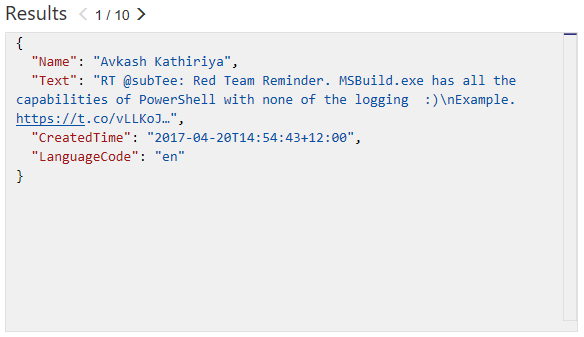 Results < 1 / 10 >
{
  "Name": "Avkash Kathiriya",
  "Text": "RT @subTee: Red Team Reminder. MSBuild.exe has all the
capabilities of PowerShell with none of the logging  :)\nExample.
https://t.co/vLLKoJ…",
  "CreatedTime": "2017-04-20T14:54:43+12:00",
  "LanguageCode": "en"
}